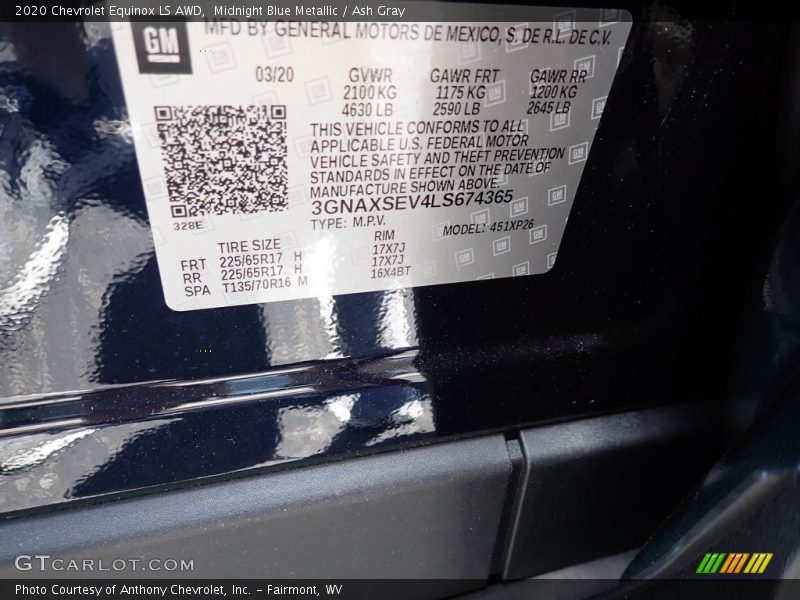 2020 Chevrolet Equinox LS AWD,  Midnight Blue Metallic / Ash Gray
GM
MFD BY GENERAL MOTORS DE MEXICO, S. DE R.L. DE C.V.
03/20 GVWR GAWR FRT GAWR RR
2100 KG 1175 KG 1200 KG
4630 LB 2590 LB 2645 LB
THIS VEHICLE CONFORMS TO ALL
APPLICABLE U.S. FEDERAL MOTOR
VEHICLE SAFETY AND THEFT PREVENTION
STANDARDS IN EFFECT ON THE DATE OF
MANUFACTURE SHOWN ABOVE
3GNAXSEV4LS674365
328E TYPE: M.P.V. MODEL: 451XP26
TIRE SIZE RIM
FRT 225/65R17 H 17X7J
RR 225/65R17 H 17X7J
SPA T135/70R16 M 16X4BT
GTCARLOT.COM
Photo Courtesy of Anthony Chevrolet, Inc. – Fairmont, WV